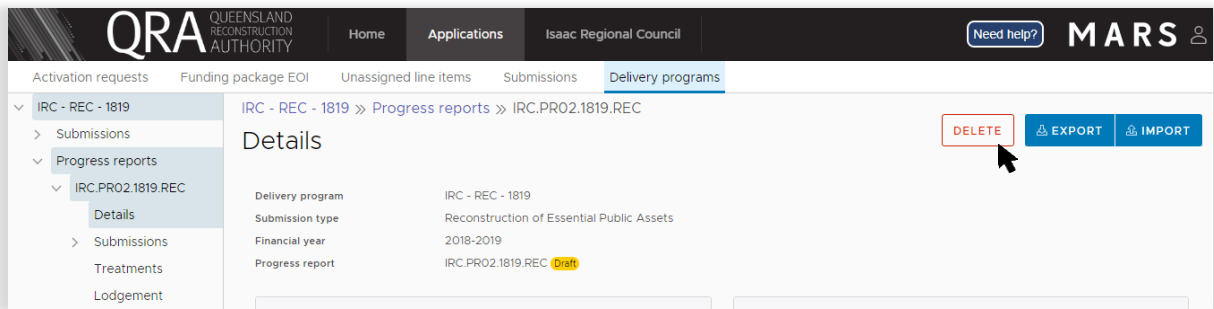 QRA QUEENSLAND RECONSTRUCTION AUTHORITY
Home Applications Isaac Regional Council Need help? MARS
Activation requests Funding package EOI Unassigned line items Submissions Delivery programs
IRC - REC - 1819
Submissions
Progress reports
IRC.PR02.1819.REC
Details
Submissions
Treatments
Lodgement
IRC - REC - 1819 » Progress reports » IRC.PR02.1819.REC
Details
DELETE EXPORT IMPORT
Delivery program IRC - REC - 1819
Submission type Reconstruction of Essential Public Assets
Financial year 2018-2019
Progress report IRC.PR02.1819.REC Draft